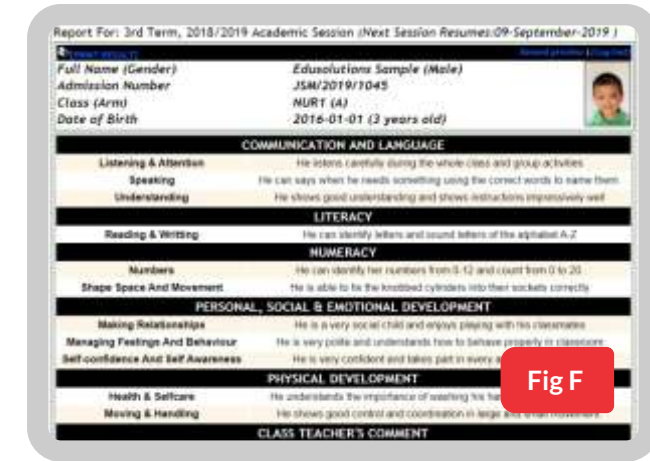 Report For: 3rd Term, 2018/2019 Academic Session (Next Session Resumes:09-September-2019 )
Full Name (Gender) Edusolutions Sample (Male)
Admission Number JSM/2019/1045
Class (Arm) NUR1 (A)
Date of Birth 2016-01-01 (3 years old)
COMMUNICATION AND LANGUAGE
Listening & Attention He listens carefully during the whole class and group activities
Speaking He can says when he needs something using the correct words to name them
Understanding He shows good understanding and shows instructions impressively well
LITERACY
Reading & Writting He can identify letters and sound letters of the alphabet A-Z
NUMERACY
Numbers He can identify her numbers from 0-12 and count from 0 to 20
Shape Space And Movement He is able to fix the knobbed cylinders into their sockets correctly
PERSONAL, SOCIAL & EMOTIONAL DEVELOPMENT
Making Relationships He is a very social child and enjoys playing with his classmates
Managing Feelings And Behaviour He is very polite and understands how to behave properly in classroom
Self-confidence And Self Awareness He is very confident and takes part in every
PHYSICAL DEVELOPMENT
Health & Selfcare He understands the importance of washing his
Moving & Handling He shows good control and coordination in large and small movement
CLASS TEACHER'S COMMENT
Fig F